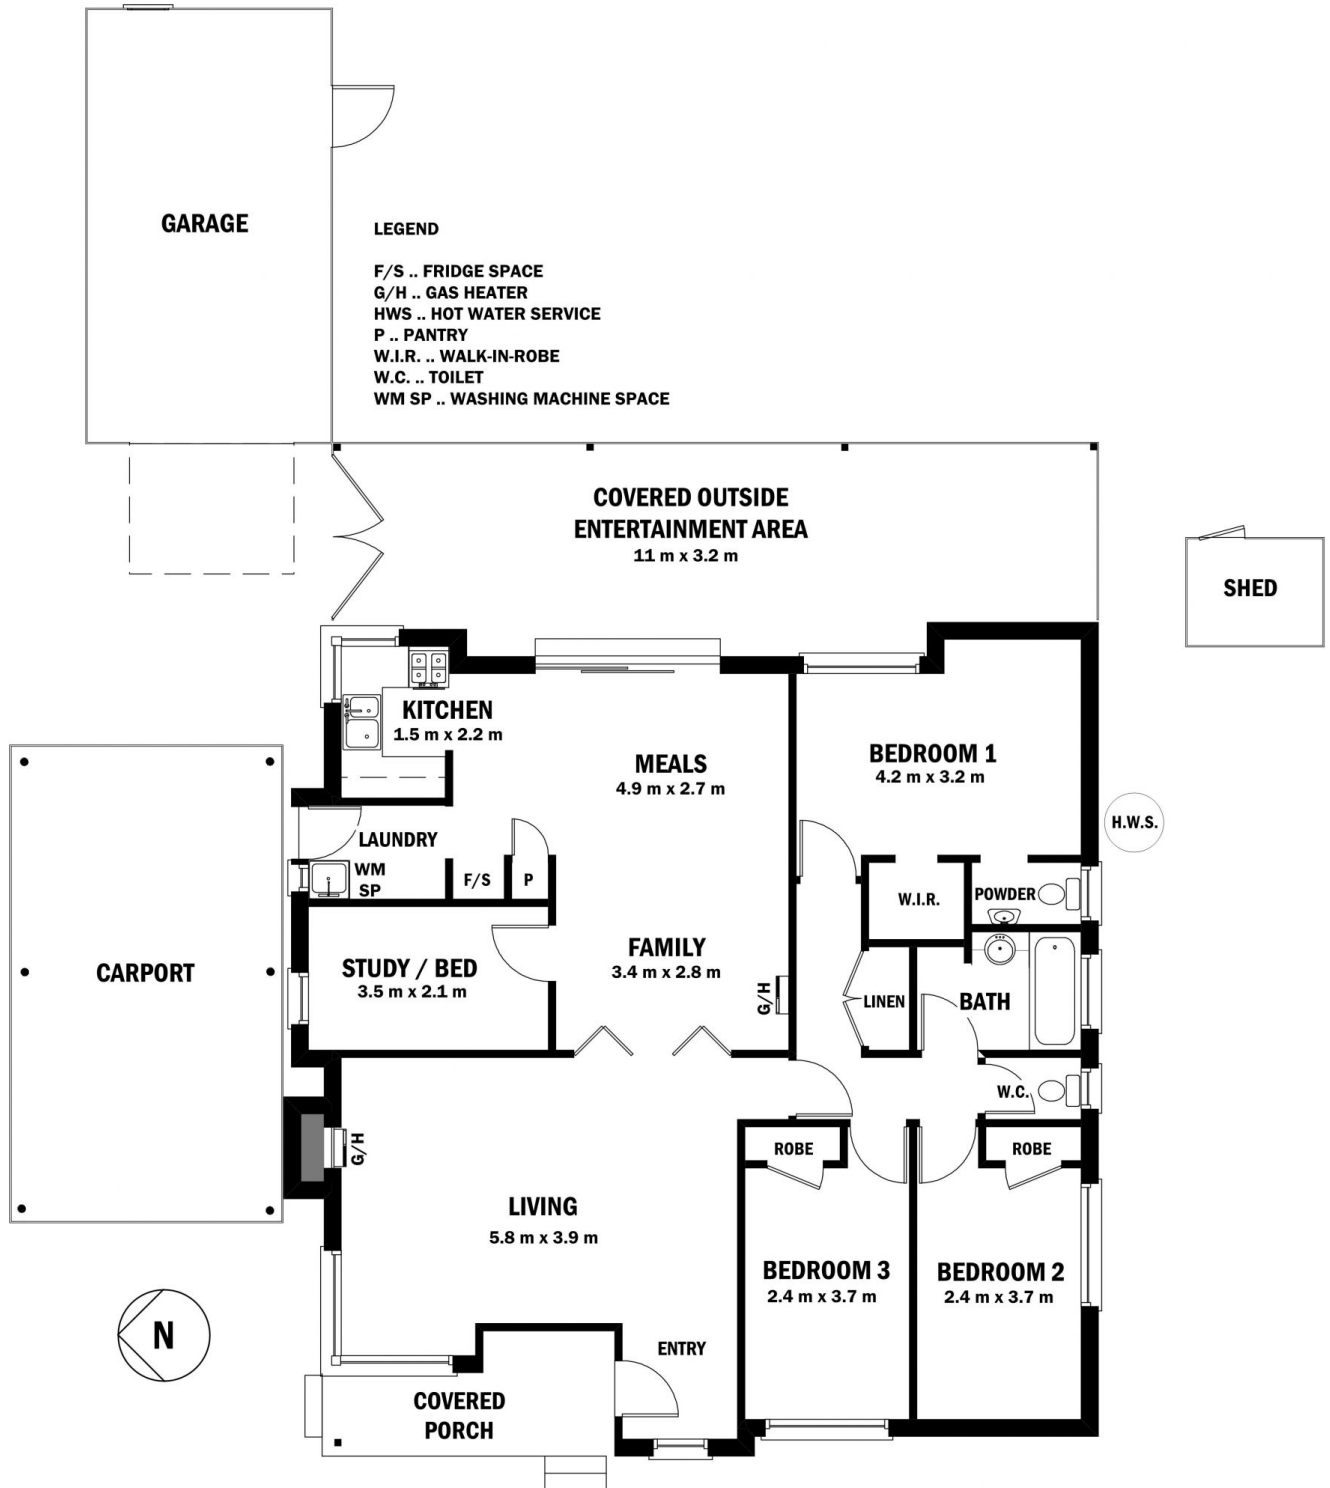 GARAGE
LEGEND
F/S .. FRIDGE SPACE
G/H .. GAS HEATER
HWS .. HOT WATER SERVICE
P .. PANTRY
W.I.R. .. WALK-IN-ROBE
W.C. .. TOILET
WM SP .. WASHING MACHINE SPACE
COVERED OUTSIDE
ENTERTAINMENT AREA
11 m x 3.2 m
SHED
KITCHEN
1.5 m x 2.2 m
MEALS
4.9 m x 2.7 m
BEDROOM 1
4.2 m x 3.2 m
H.W.S.
LAUNDRY
WM
SP
F/S
P
W.I.R.
POWDER
CARPORT
STUDY / BED
3.5 m x 2.1 m
FAMILY
3.4 m x 2.8 m
G/H
LINEN
BATH
W.C.
G/H
ROBE
ROBE
LIVING
5.8 m x 3.9 m
BEDROOM 3
2.4 m x 3.7 m
BEDROOM 2
2.4 m x 3.7 m
N
ENTRY
COVERED
PORCH